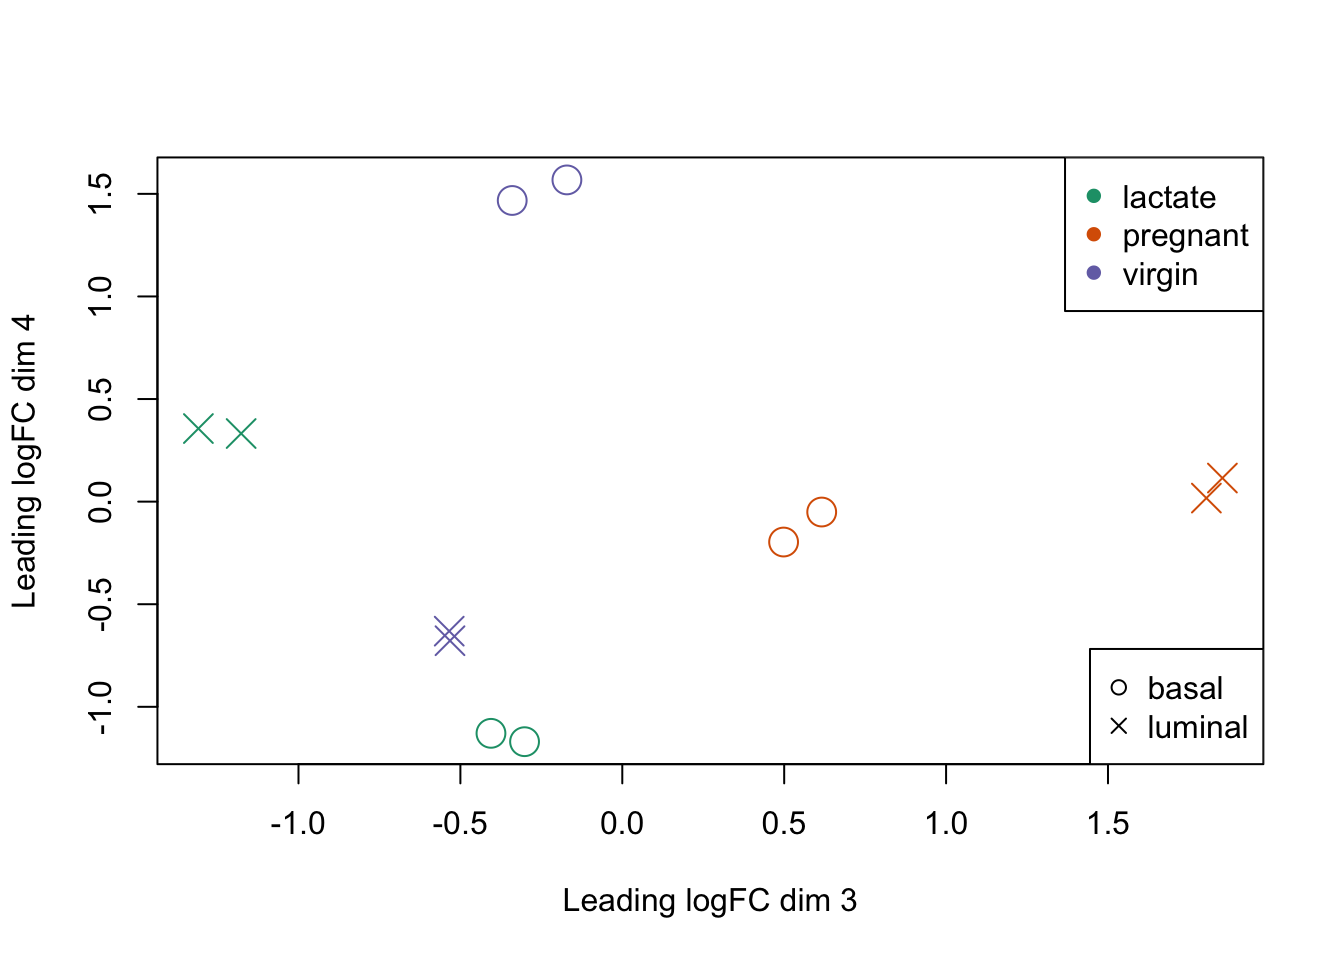 lactate
pregnant
virgin
1.5
1.0
0.5
0.0
-0.5
-1.0
Leading logFC dim 4
basal
luminal
-1.0 -0.5 0.0 0.5 1.0 1.5
Leading logFC dim 3